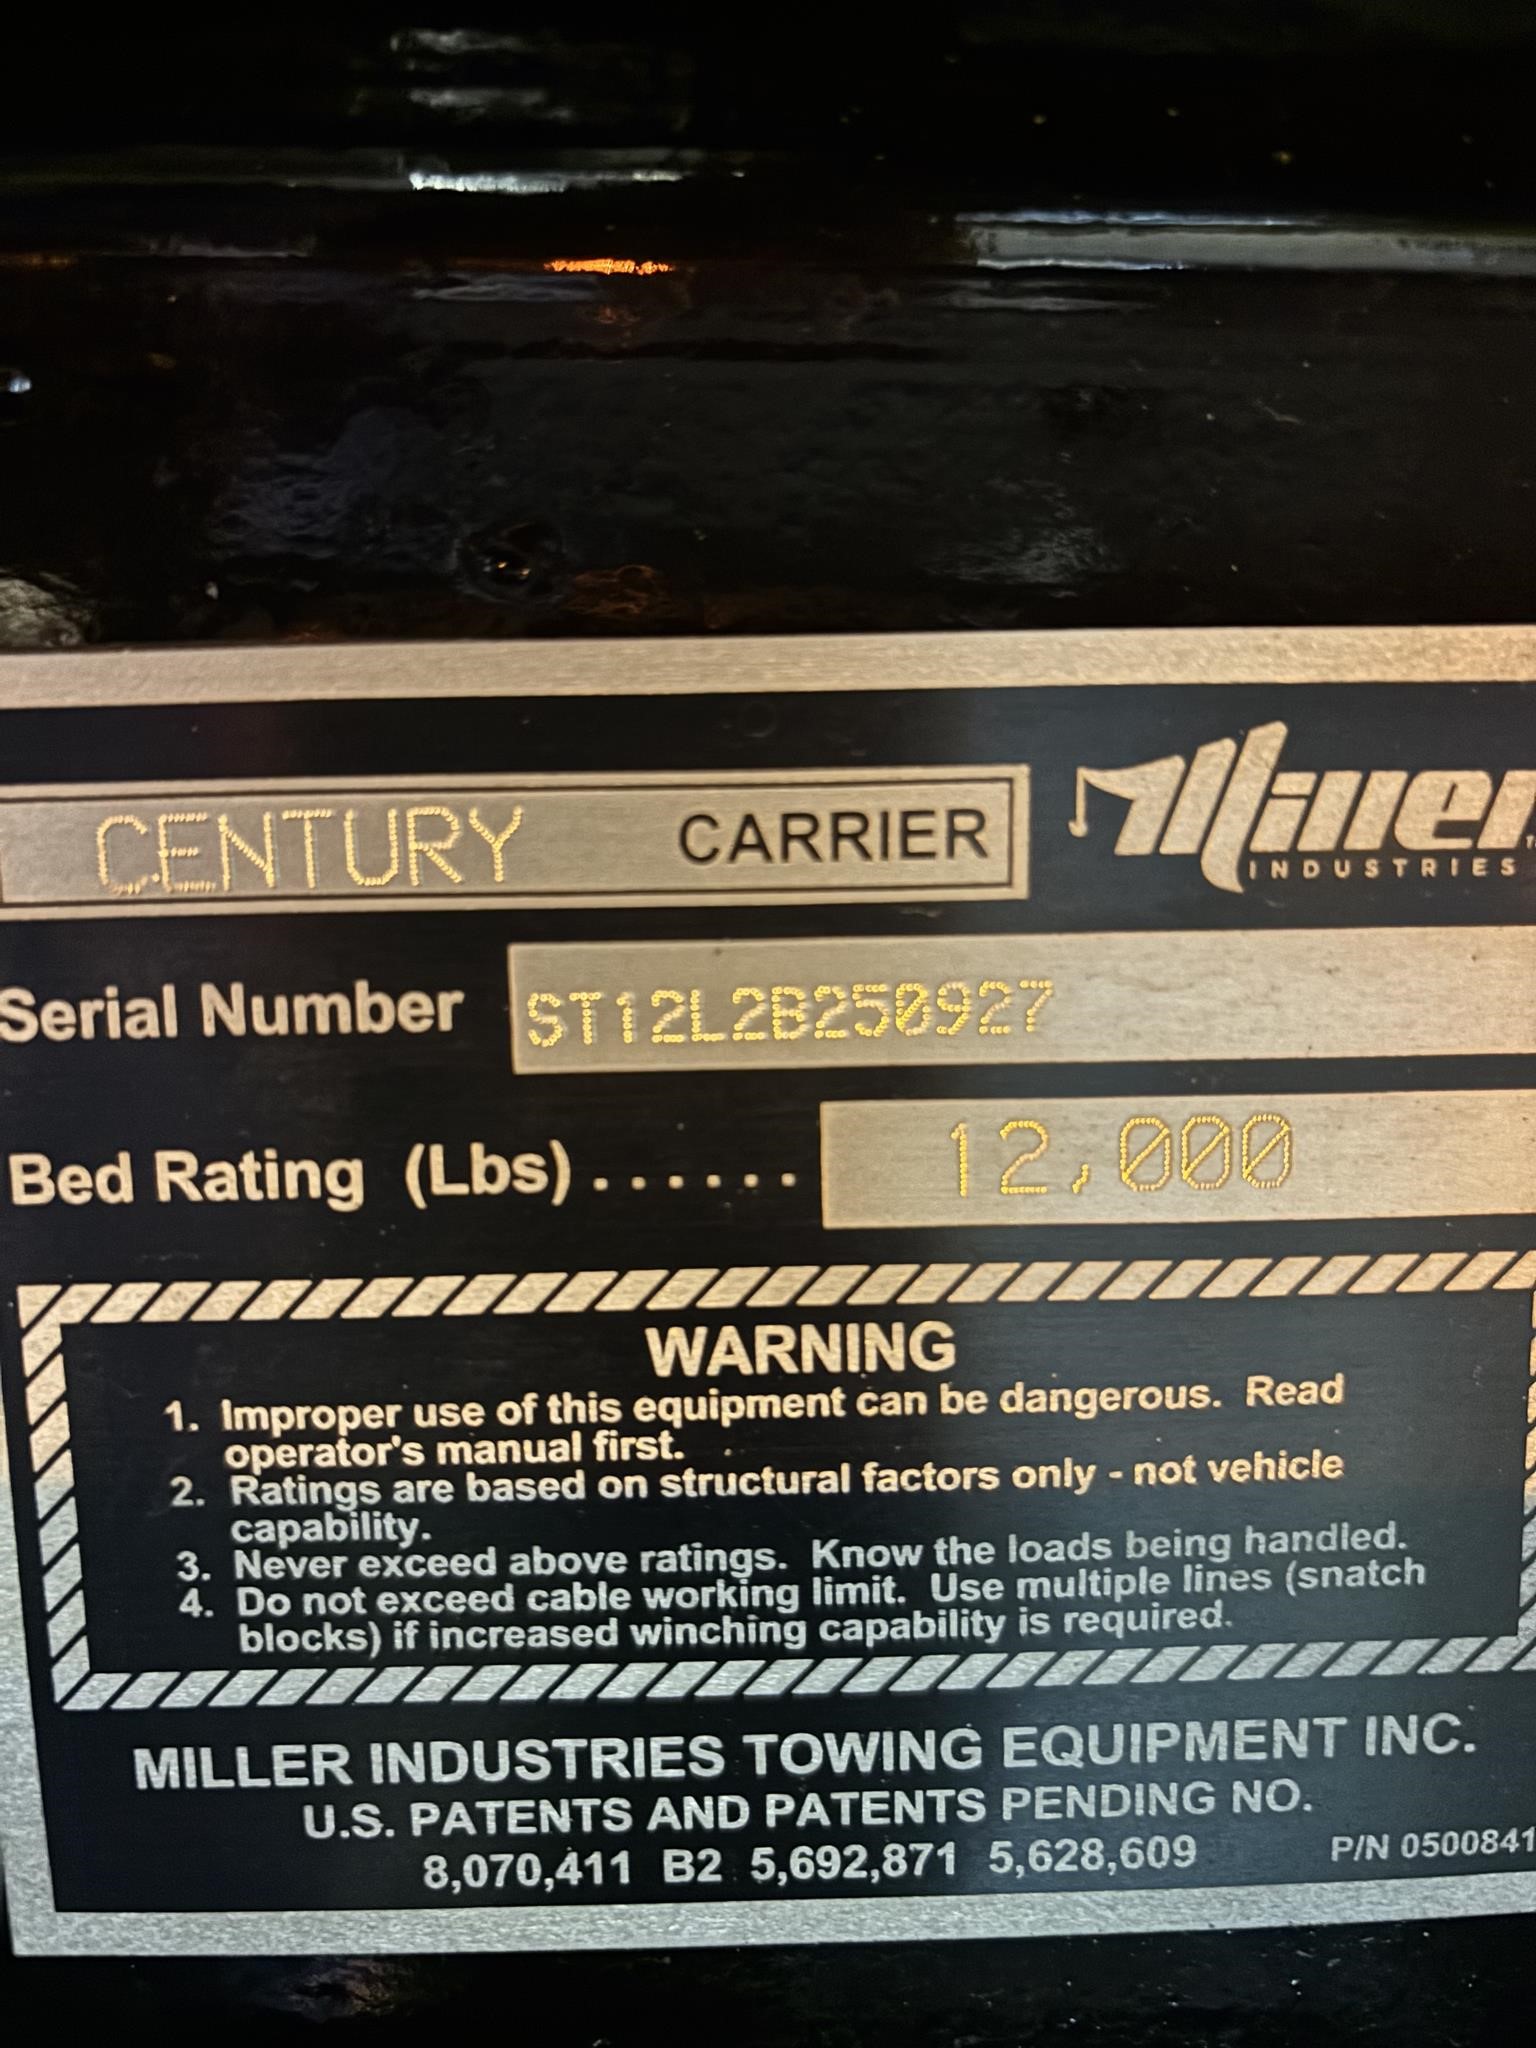 CENTURY CARRIER
Miller
INDUSTRIES
Serial Number ST12L2B250927
Bed Rating (Lbs) ...... 12,000
WARNING
1. Improper use of this equipment can be dangerous. Read
operator's manual first.
2. Ratings are based on structural factors only - not vehicle
capability.
3. Never exceed above ratings. Know the loads being handled.
4. Do not exceed cable working limit. Use multiple lines (snatch
blocks) if increased winching capability is required.
MILLER INDUSTRIES TOWING EQUIPMENT INC.
U.S. PATENTS AND PATENTS PENDING NO.
8,070,411 B2 5,692,871 5,628,609 P/N 0500841